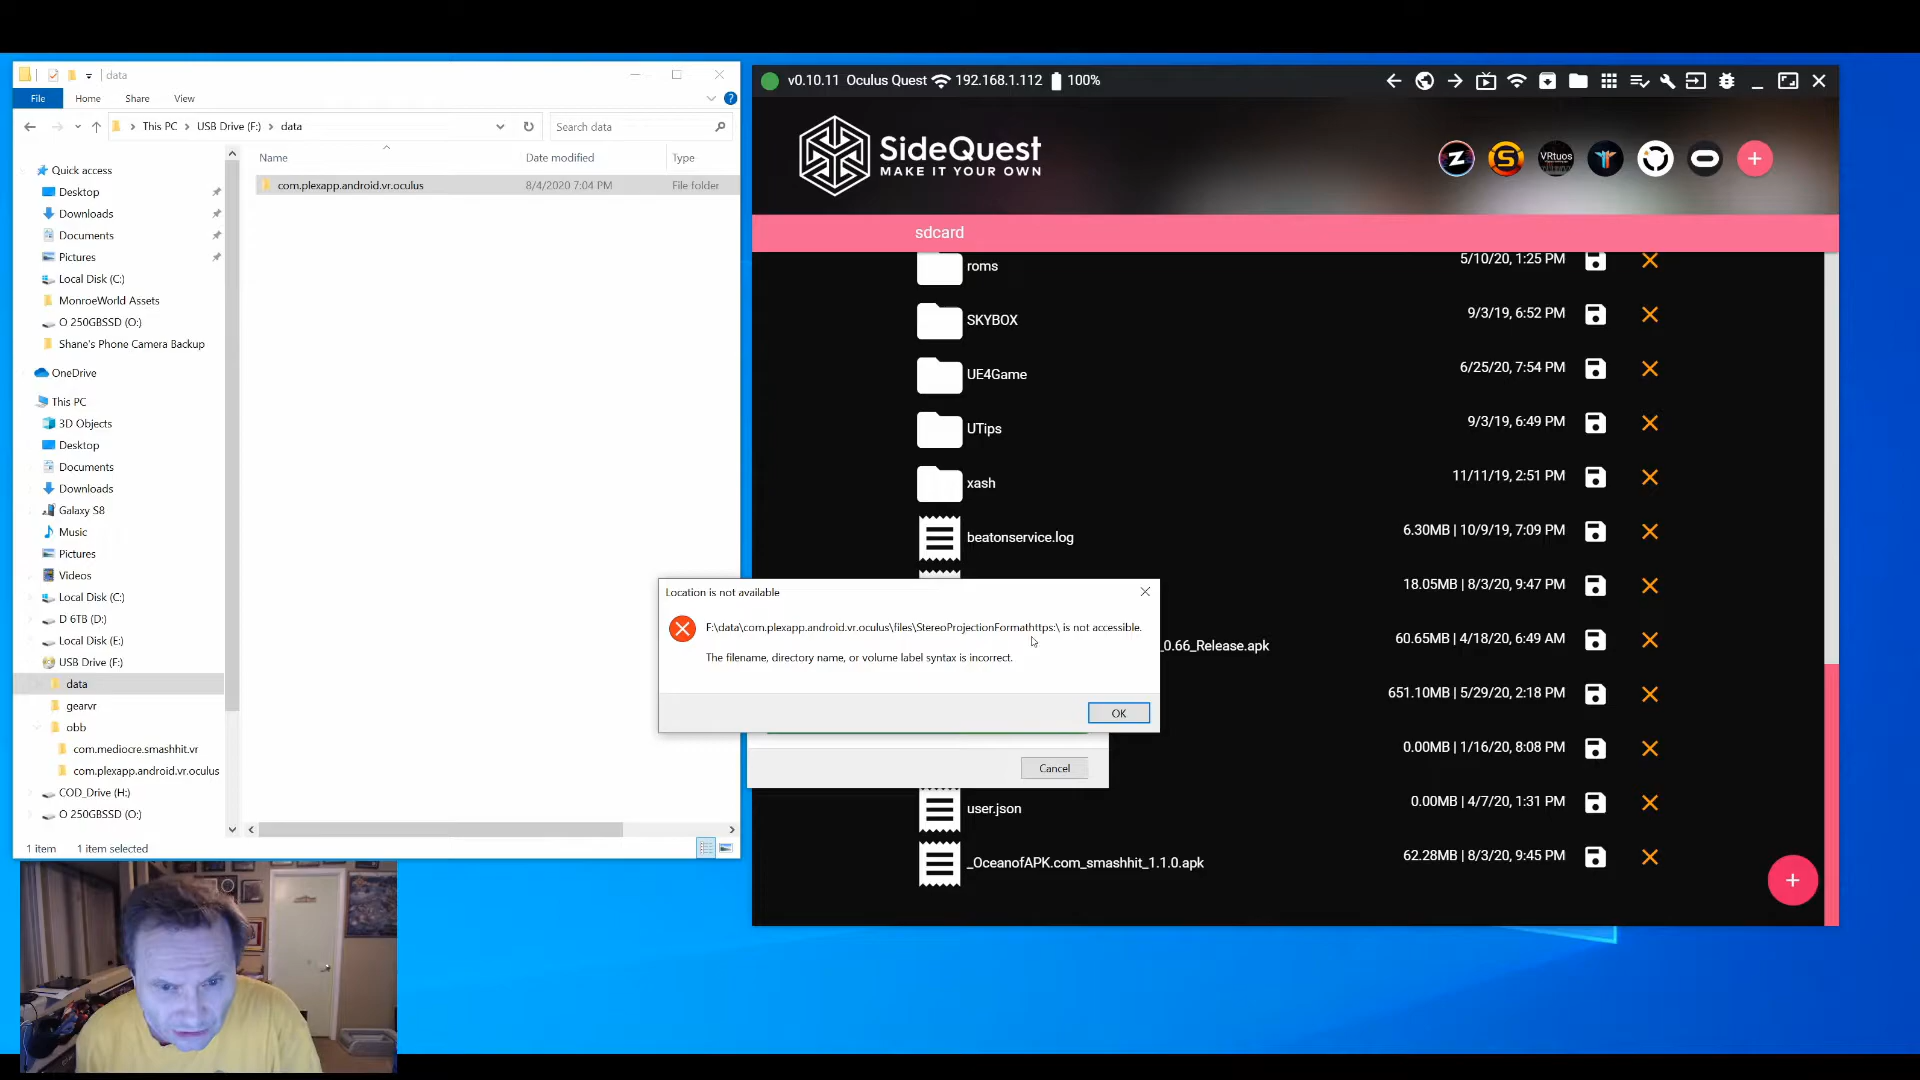 data
File
Home
Share
View
This PC
USB Drive (F:)
data
Search data
Name
Date modified
Type
com.plexapp.android.vr.oculus
8/4/2020 7:04 PM
File folder
Quick access
Desktop
Downloads
Documents
Pictures
Local Disk (C:)
MonroeWorld Assets
O 250GBSSD (O:)
Shane's Phone Camera Backup
OneDrive
This PC
3D Objects
Desktop
Documents
Downloads
Galaxy S8
Music
Pictures
Videos
Local Disk (C:)
D 6TB (D:)
Local Disk (E:)
USB Drive (F:)
data
gearvr
obb
com.mediocre.smashhit.vr
com.plexapp.android.vr.oculus
COD_Drive (H:)
O 250GBSSD (O:)
1 item
1 item selected
v0.10.11 Oculus Quest 192.168.1.112 100%
SideQuest
MAKE IT YOUR OWN
VRtuos
sdcard
roms
5/10/20, 1:25 PM
SKYBOX
9/3/19, 6:52 PM
UE4Game
6/25/20, 7:54 PM
UTips
9/3/19, 6:49 PM
xash
11/11/19, 2:51 PM
beatonservice.log
6.30MB | 10/9/19, 7:09 PM
18.05MB | 8/3/20, 9:47 PM
_0.66_Release.apk
60.65MB | 4/18/20, 6:49 AM
651.10MB | 5/29/20, 2:18 PM
0.00MB | 1/16/20, 8:08 PM
user.json
0.00MB | 4/7/20, 1:31 PM
_OceanofAPK.com_smashhit_1.1.0.apk
62.28MB | 8/3/20, 9:45 PM
Location is not available
F:\data\com.plexapp.android.vr.oculus\files\StereoProjectionFormathttps:\ is not accessible.
The filename, directory name, or volume label syntax is incorrect.
OK
Cancel